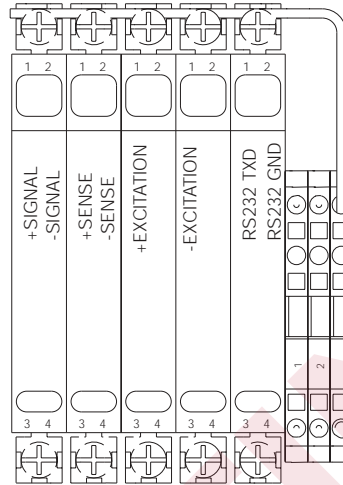 1 2 1 2 1 2 1 2 1 2
+SIGNAL
-SIGNAL
+SENSE
-SENSE
+EXCITATION
-EXCITATION
RS232 TXD
RS232 GND
1
2
3 4 3 4 3 4 3 4 3 4